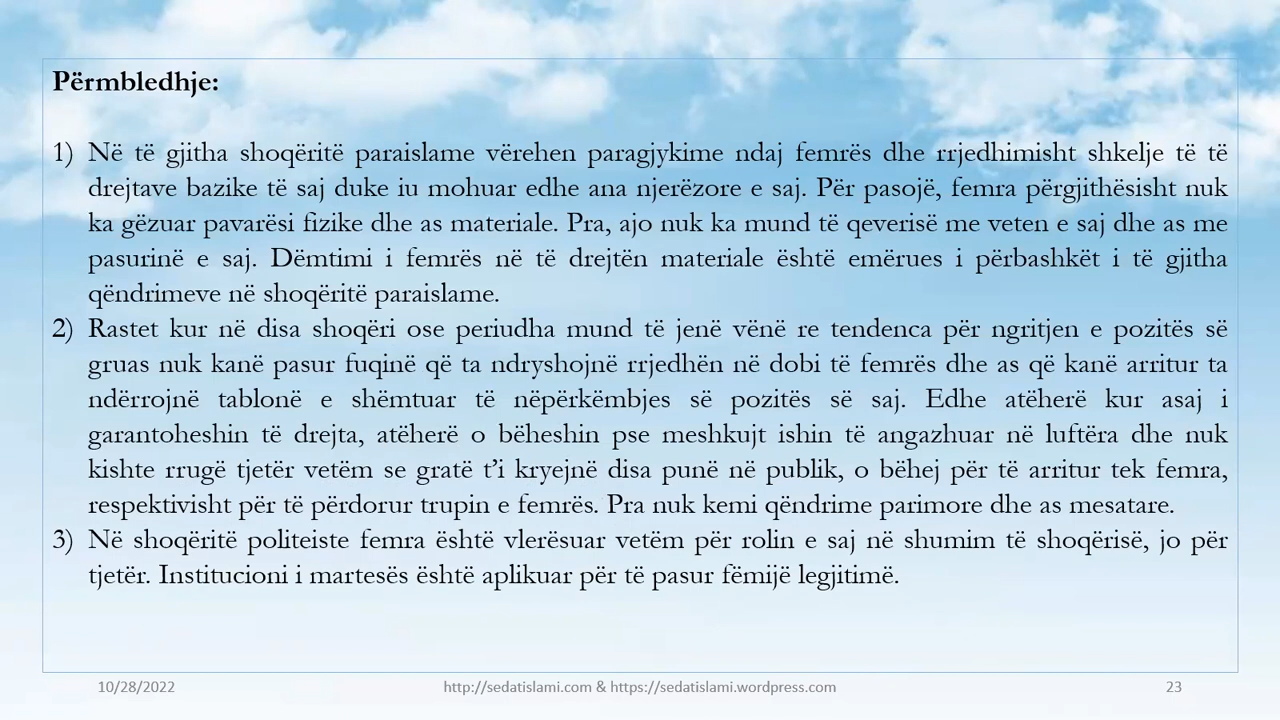 Përmbledhje:
1) Në të gjitha shoqëritë paraislame vërehen paragjykime ndaj femrës dhe rrjedhimisht shkelje të të
drejtave bazike të saj duke iu mohuar edhe ana njerëzore e saj. Për pasojë, femra përgjithësisht nuk
ka gëzuar pavarësi fizike dhe as materiale. Pra, ajo nuk ka mund të qeverisë me veten e saj dhe as me
pasurinë e saj. Dëmtimi i femrës në të drejtën materiale është emërues i përbashkët i të gjitha
qëndrimeve në shoqëritë paraislame.
2) Rastet kur në disa shoqëri ose periudha mund të jenë vënë re tendenca për ngritjen e pozitës së
gruas nuk kanë pasur fuqinë që ta ndryshojnë rrjedhën në dobi të femrës dhe as që kanë arritur ta
ndërrojnë tablonë e shëmtuar të nëpërkëmbjes së pozitës së saj. Edhe atëherë kur asaj i
garantoheshin të drejta, atëherë o bëheshin pse meshkujt ishin të angazhuar në luftëra dhe nuk
kishte rrugë tjetër vetëm se gratë t’i kryejnë disa punë në publik, o bëhej për të arritur tek femra,
respektivisht për të përdorur trupin e femrës. Pra nuk kemi qëndrime parimore dhe as mesatare.
3) Në shoqëritë politeiste femra është vlerësuar vetëm për rolin e saj në shumim të shoqërisë, jo për
tjetër. Institucioni i martesës është aplikuar për të pasur fëmijë legjitimë.
10/28/2022
http://sedatislami.com & https://sedatislami.wordpress.com
23